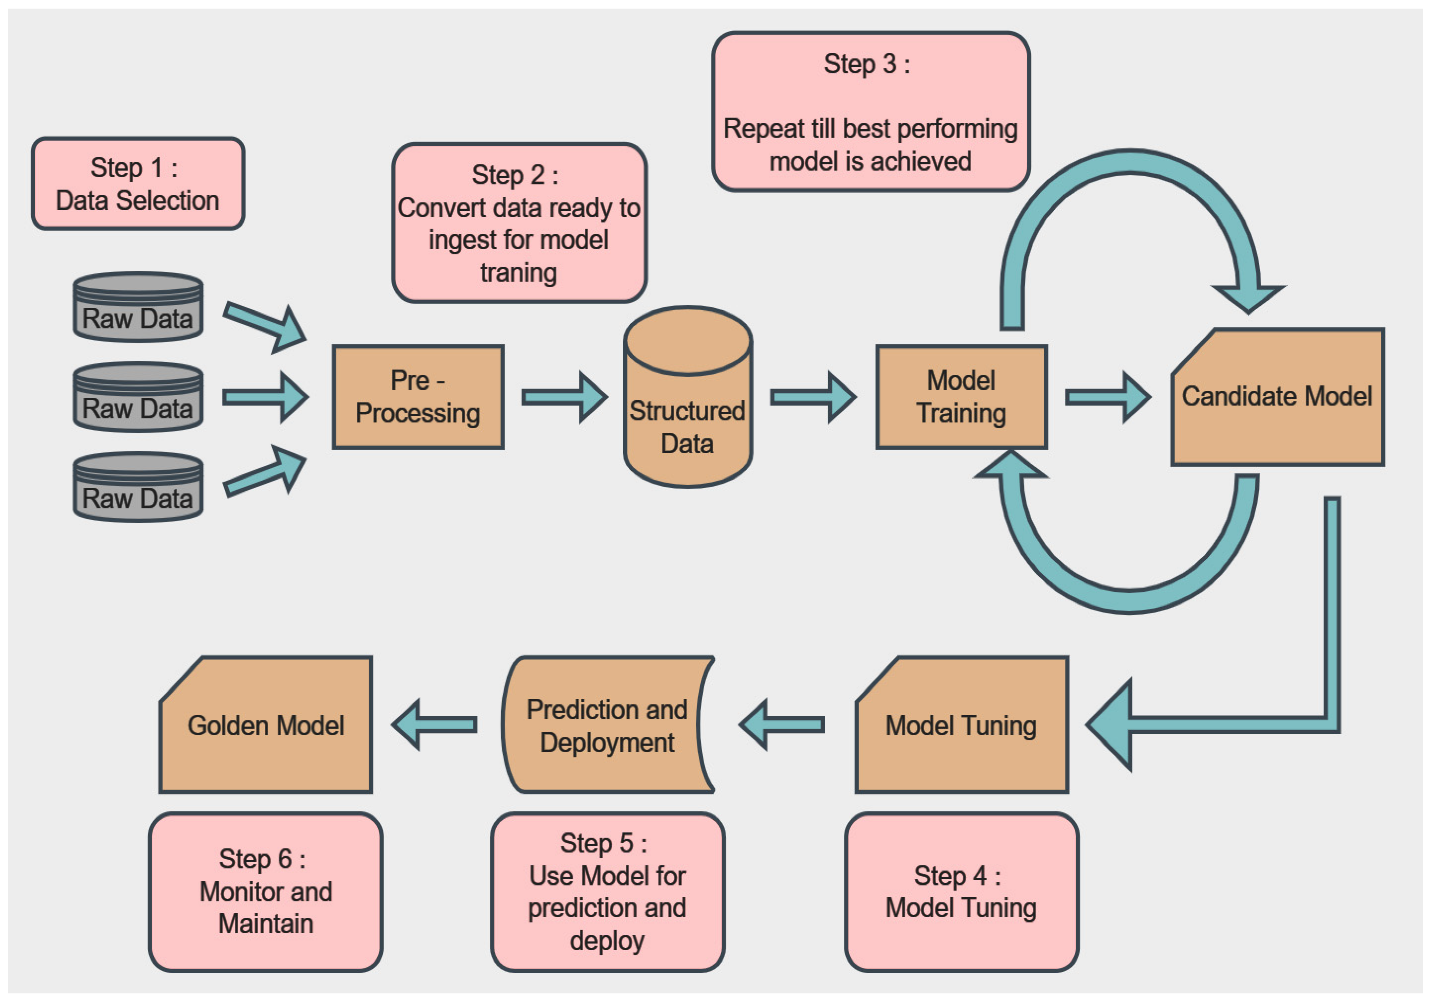 Step 1 :
Data Selection
Raw Data
Raw Data
Raw Data
Step 2 :
Convert data ready to
ingest for model
traning
Pre -
Processing
Structured
Data
Step 3 :
Repeat till best performing
model is achieved
Model
Training
Candidate Model
Golden Model
Prediction and
Deployment
Model Tuning
Step 6 :
Monitor and
Maintain
Step 5 :
Use Model for
prediction and
deploy
Step 4 :
Model Tuning